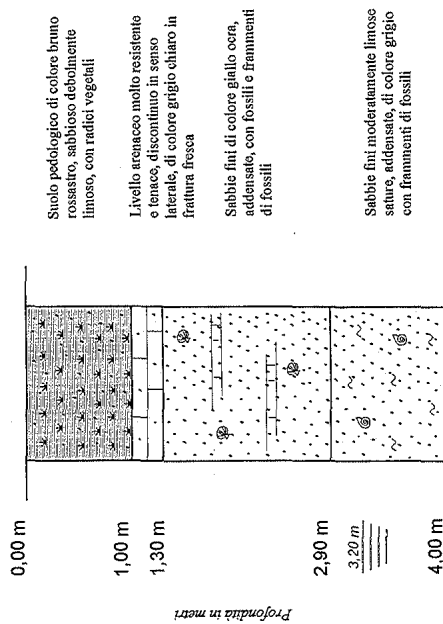 Profondità in metri
0,00 m
Suolo pedologico di colore bruno
rossastro, sabbioso debolmente
limoso, con radici vegetali
1,00 m
Livello arenaceo molto resistente
e tenace, discontinuo in senso
laterale, di colore grigio chiaro in
frattura fresca
1,30 m
Sabbie fini di colore giallo ocra,
addensate, con fossili e frammenti
di fossili
2,90 m
Sabbie fini moderatamente limose
sature, addensate, di colore grigio
con frammenti di fossili
3,20 m
4,00 m